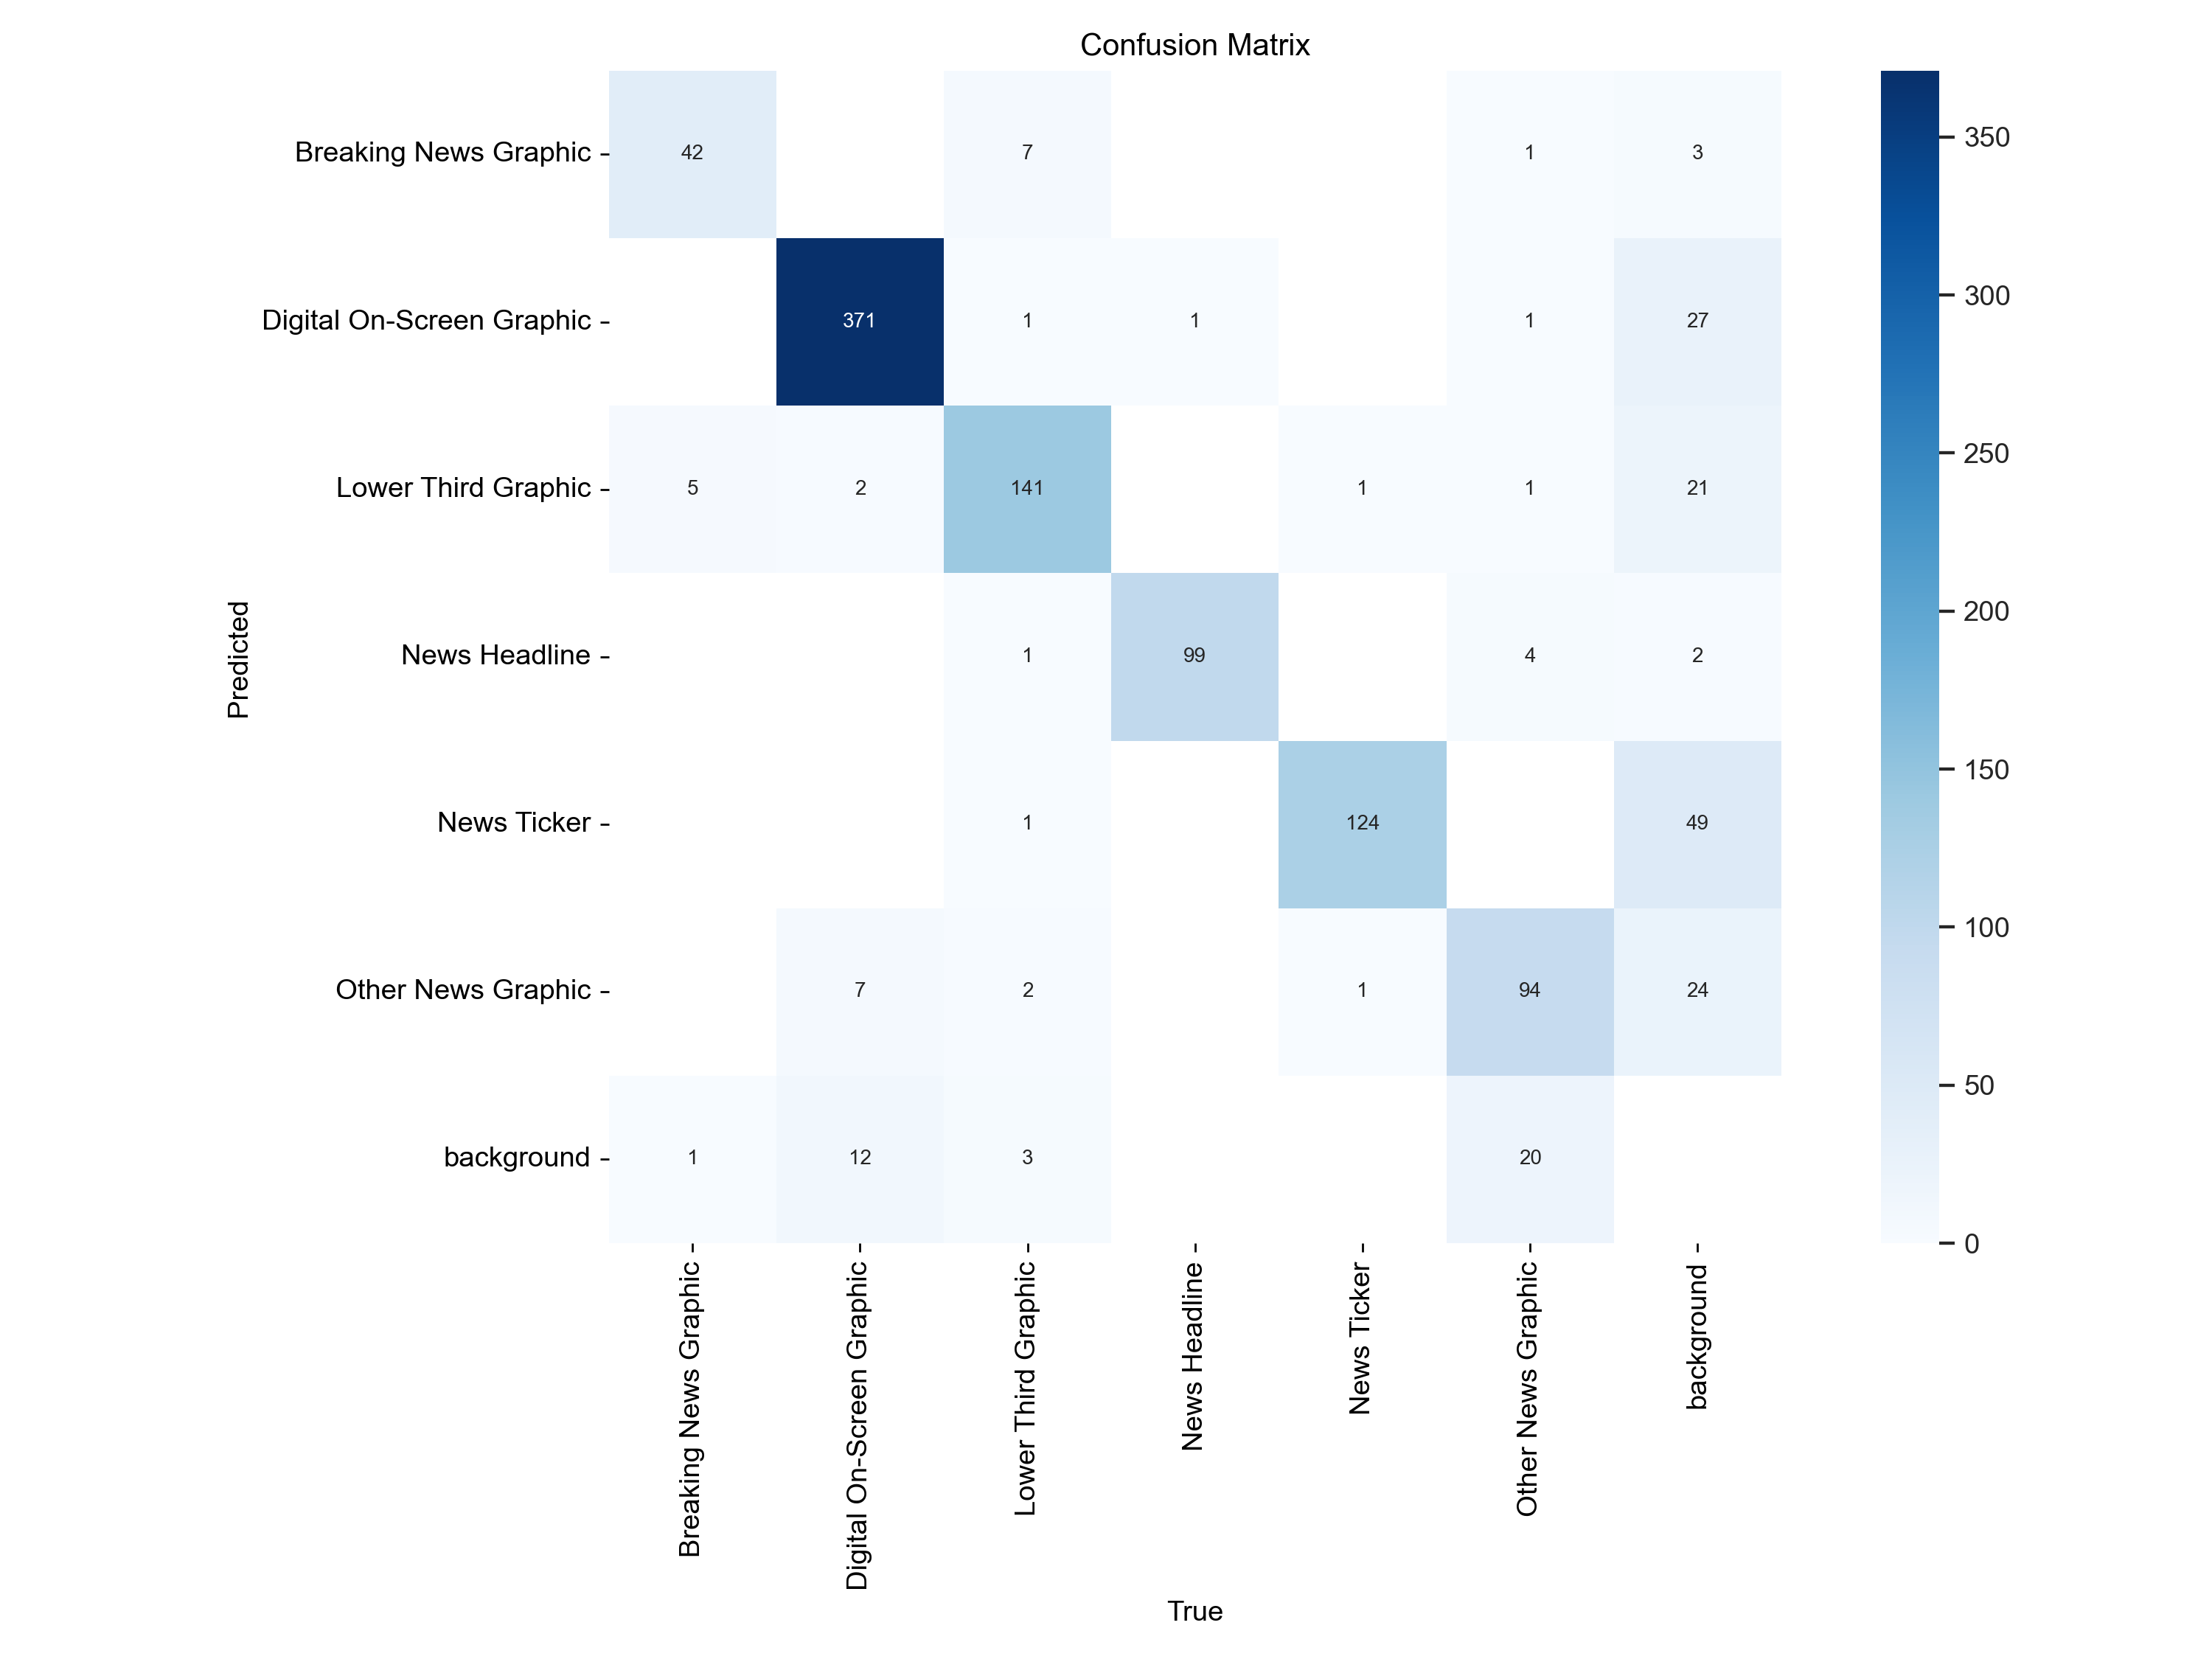 Confusion Matrix
Breaking News Graphic 42 7 1 3
Digital On-Screen Graphic 371 1 1 1 27
Lower Third Graphic 5 2 141 1 1 21
News Headline 1 99 4 2
News Ticker 1 124 49
Other News Graphic 7 2 1 94 24
background 1 12 3 20
Predicted
Breaking News Graphic
Digital On-Screen Graphic
Lower Third Graphic
News Headline
News Ticker
Other News Graphic
background
True
350
300
250
200
150
100
50
0